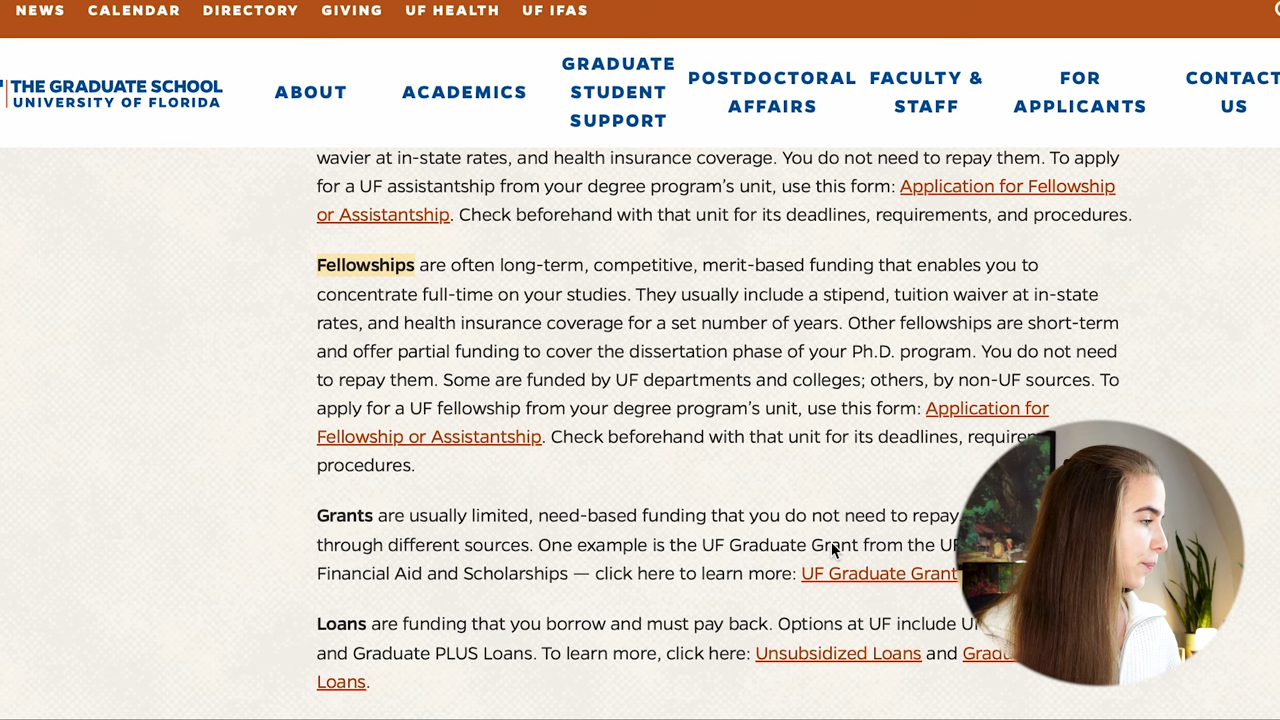 NEWS CALENDAR DIRECTORY GIVING UF HEALTH UF IFAS
THE GRADUATE SCHOOL
UNIVERSITY OF FLORIDA
ABOUT
ACADEMICS
GRADUATE
STUDENT
SUPPORT
POSTDOCTORAL
AFFAIRS
FACULTY &
STAFF
FOR
APPLICANTS
CONTACT
US
wavier at in-state rates, and health insurance coverage. You do not need to repay them. To apply
for a UF assistantship from your degree program's unit, use this form: Application for Fellowship
or Assistantship. Check beforehand with that unit for its deadlines, requirements, and procedures.
Fellowships are often long-term, competitive, merit-based funding that enables you to
concentrate full-time on your studies. They usually include a stipend, tuition waiver at in-state
rates, and health insurance coverage for a set number of years. Other fellowships are short-term
and offer partial funding to cover the dissertation phase of your Ph.D. program. You do not need
to repay them. Some are funded by UF departments and colleges; others, by non-UF sources. To
apply for a UF fellowship from your degree program's unit, use this form: Application for
Fellowship or Assistantship. Check beforehand with that unit for its deadlines,
procedures.
Grants are usually limited, need-based funding that you do not need to repay.
through different sources. One example is the UF Graduate Grant from the UF
Financial Aid and Scholarships — click here to learn more: UF Graduate Grant
Loans are funding that you borrow and must pay back. Options at UF include
and Graduate PLUS Loans. To learn more, click here: Unsubsidized Loans and
Loans.